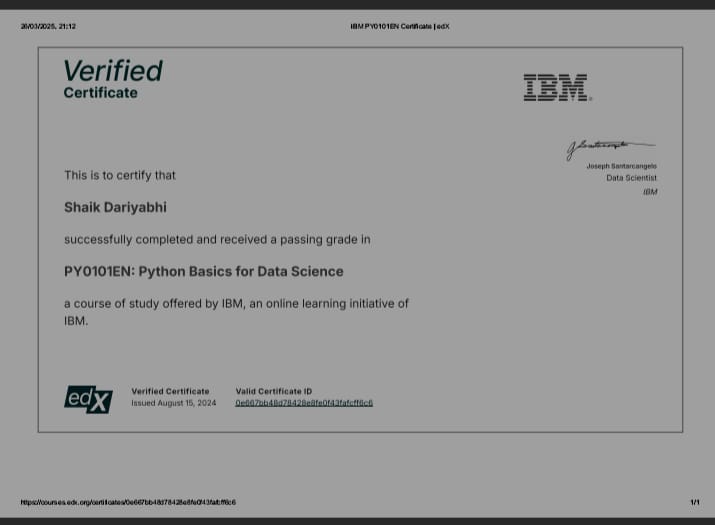 26/03/2025, 21:12
IBM PY0101EN Certificate | edX
Verified
Certificate
IBM
Joseph Santarcangelo
Data Scientist
IBM
This is to certify that
Shaik Dariyabhi
successfully completed and received a passing grade in
PY0101EN: Python Basics for Data Science
a course of study offered by IBM, an online learning initiative of
IBM.
edX
Verified Certificate
Issued August 15, 2024
Valid Certificate ID
0e667bb48d78428e8fe0f43fafcff6c6
https://courses.edx.org/certificates/0e667bb48d78428e8fe0f43fafcff6c6
1/1